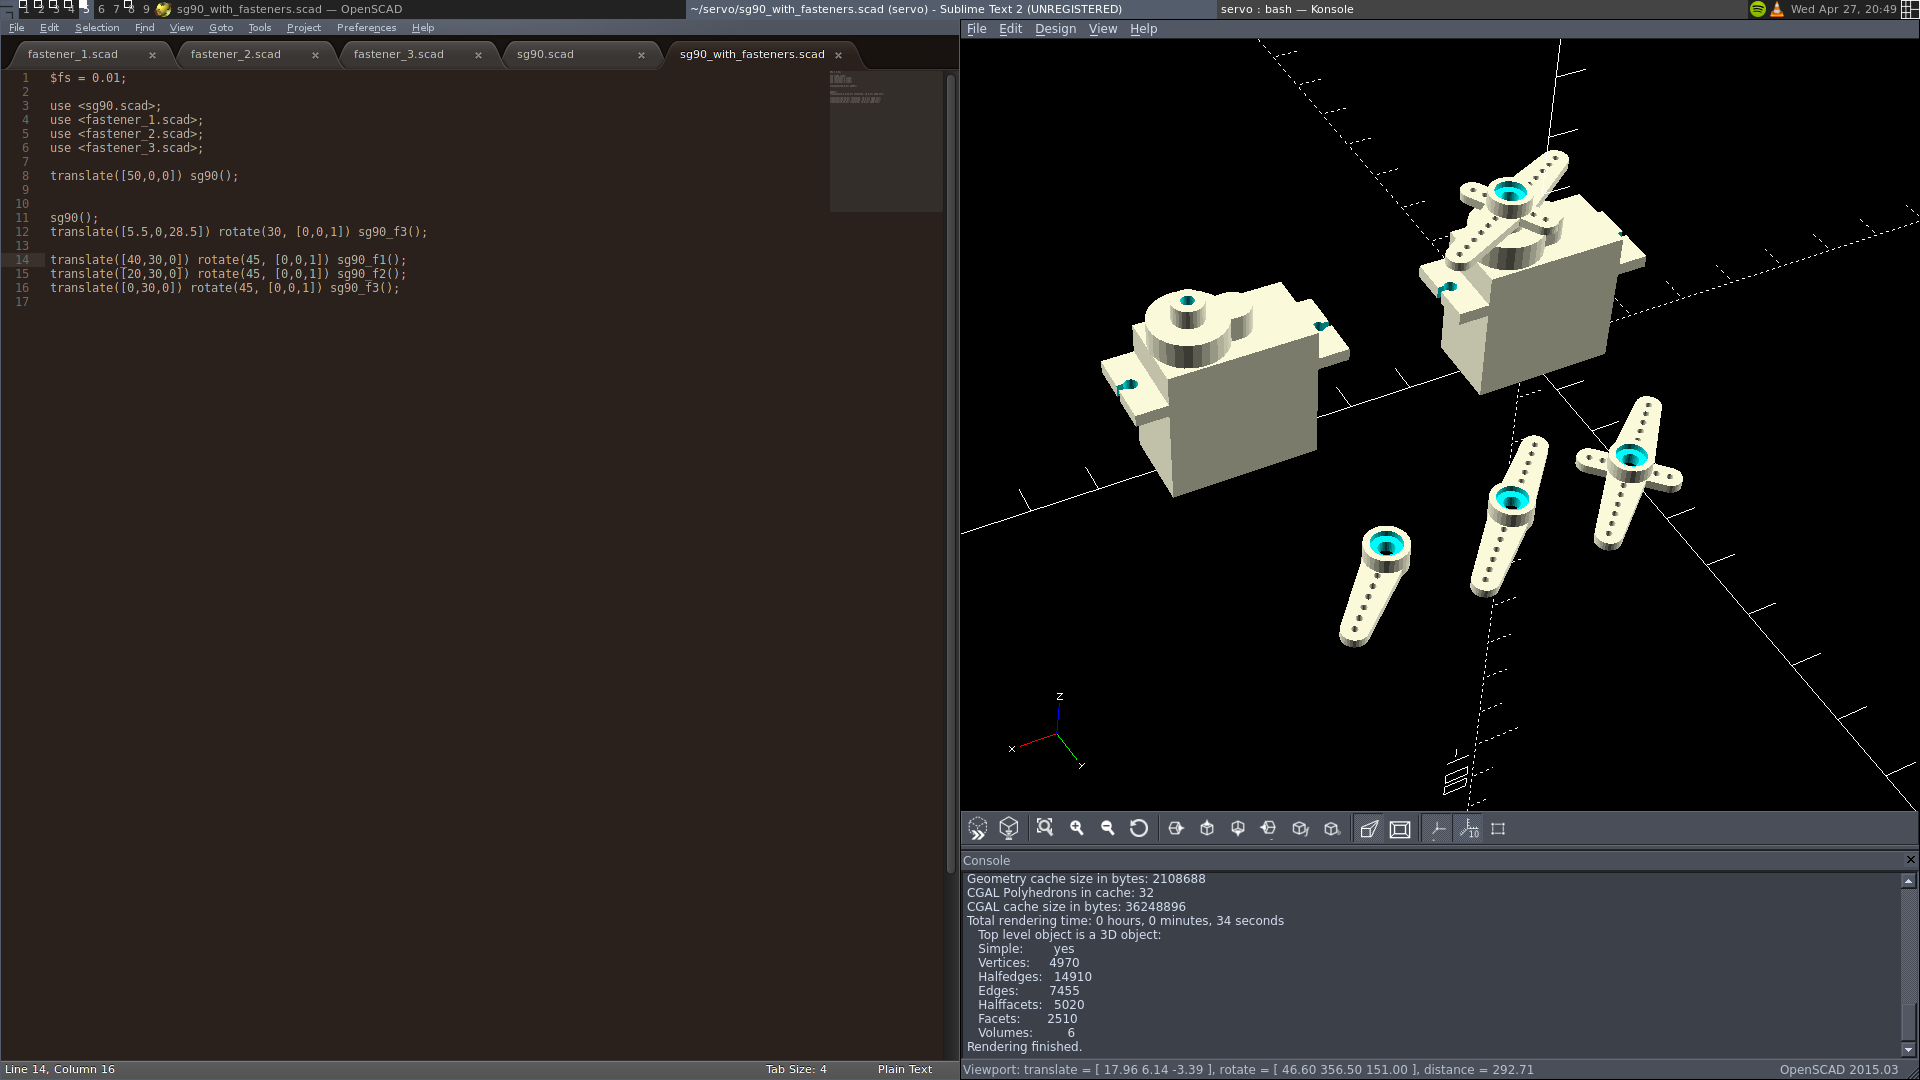 1 2 3 4 5 6 7 8 9 sg90_with_fasteners.scad — OpenSCAD
~/servo/sg90_with_fasteners.scad (servo) - Sublime Text 2 (UNREGISTERED)
servo : bash — Konsole
Wed Apr 27, 20:49
File Edit Selection Find View Goto Tools Project Preferences Help
fastener_1.scad × fastener_2.scad × fastener_3.scad × sg90.scad × sg90_with_fasteners.scad ×
1 $fs = 0.01;
2
3 use <sg90.scad>;
4 use <fastener_1.scad>;
5 use <fastener_2.scad>;
6 use <fastener_3.scad>;
7
8 translate([50,0,0]) sg90();
9
10
11 sg90();
12 translate([5.5,0,28.5]) rotate(30, [0,0,1]) sg90_f3();
13
14 translate([40,30,0]) rotate(45, [0,0,1]) sg90_f1();
15 translate([20,30,0]) rotate(45, [0,0,1]) sg90_f2();
16 translate([0,30,0]) rotate(45, [0,0,1]) sg90_f3();
17
Line 14, Column 16
Tab Size: 4
Plain Text
File Edit Design View Help
Z
X
Y
10
Console
Geometry cache size in bytes: 2108688
CGAL Polyhedrons in cache: 32
CGAL cache size in bytes: 36248896
Total rendering time: 0 hours, 0 minutes, 34 seconds
Top level object is a 3D object:
Simple: yes
Vertices: 4970
Halfedges: 14910
Edges: 7455
Halffacets: 5020
Facets: 2510
Volumes: 6
Rendering finished.
Viewport: translate = [ 17.96 6.14 -3.39 ], rotate = [ 46.60 356.50 151.00 ], distance = 292.71
OpenSCAD 2015.03